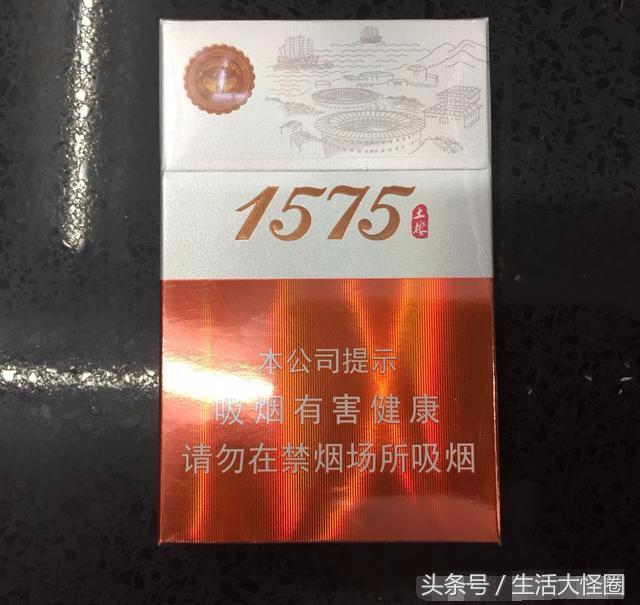 1575
土楼
本公司提示
吸烟有害健康
请勿在禁烟场所吸烟
头条号/生活大怪圈